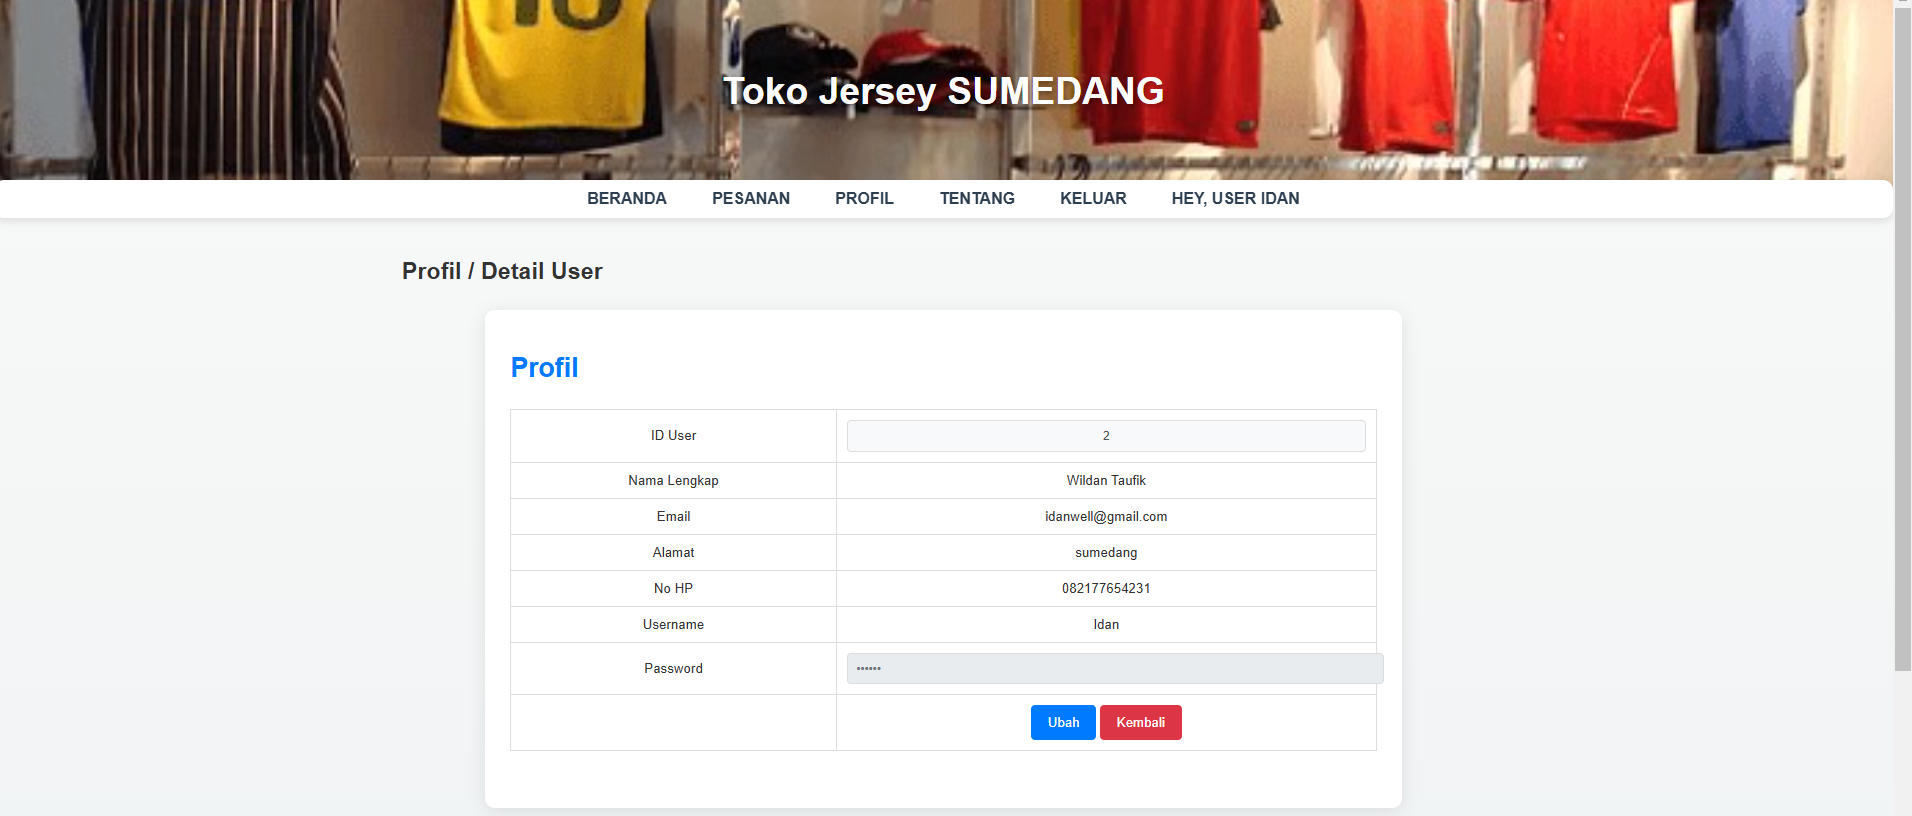 Toko Jersey SUMEDANG
BERANDA PESANAN PROFIL TENTANG KELUAR HEY, USER IDAN
Profil / Detail User
Profil
ID User 2
Nama Lengkap Wildan Taufik
Email idanwell@gmail.com
Alamat sumedang
No HP 082177654231
Username Idan
Password ••••••
Ubah Kembali